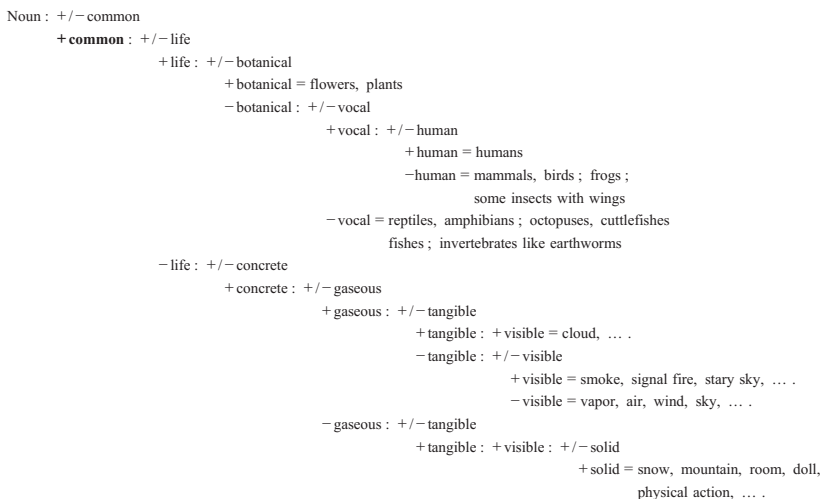 Noun : +/−common
+common : +/−life
+life : +/−botanical
+botanical = flowers, plants
−botanical : +/−vocal
+vocal : +/−human
+human = humans
−human = mammals, birds ; frogs ;
some insects with wings
−vocal = reptiles, amphibians ; octopuses, cuttlefishes
fishes ; invertebrates like earthworms
−life : +/−concrete
+concrete : +/−gaseous
+gaseous : +/−tangible
+tangible : +visible = cloud, … .
−tangible : +/−visible
+visible = smoke, signal fire, stary sky, … .
−visible = vapor, air, wind, sky, … .
−gaseous : +/−tangible
+tangible : +visible : +/−solid
+solid = snow, mountain, room, doll,
physical action, … .